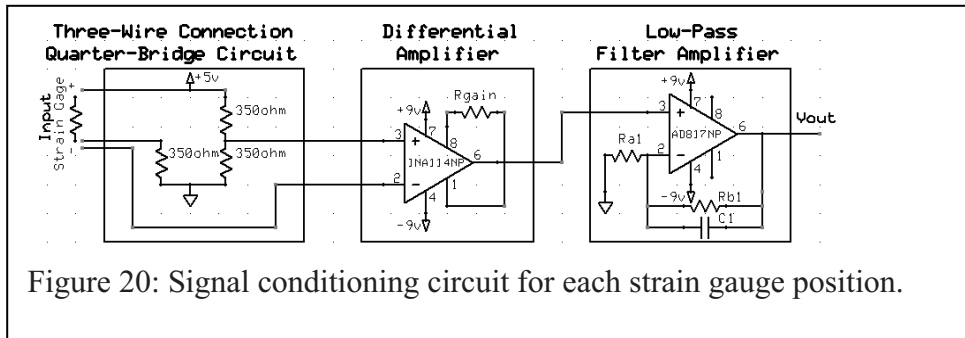 Three-Wire Connection
Quarter-Bridge Circuit
Differential
Amplifier
Low-Pass
Filter Amplifier
Input
Strain Gage
+
-
+5v
350ohm
350ohm
350ohm
+9v
Rgain
3
+
7
8
INA114NP
6
2
-
4
1
-9v
+9v
3
+
7
8
AD817NP
6
Vout
Ra1
2
-
4
1
-9v
Rb1
C1
Figure 20: Signal conditioning circuit for each strain gauge position.